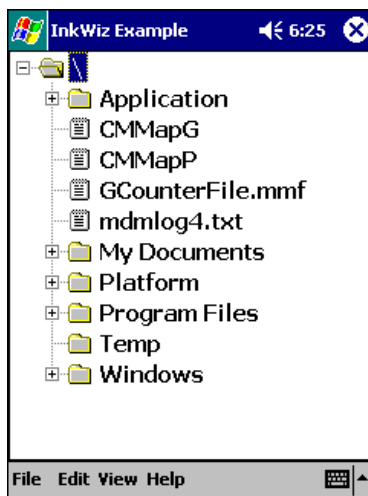 InkWiz Example 6:25
\
Application
CMMapG
CMMapP
GCounterFile.mmf
mdmlog4.txt
My Documents
Platform
Program Files
Temp
Windows
File Edit View Help